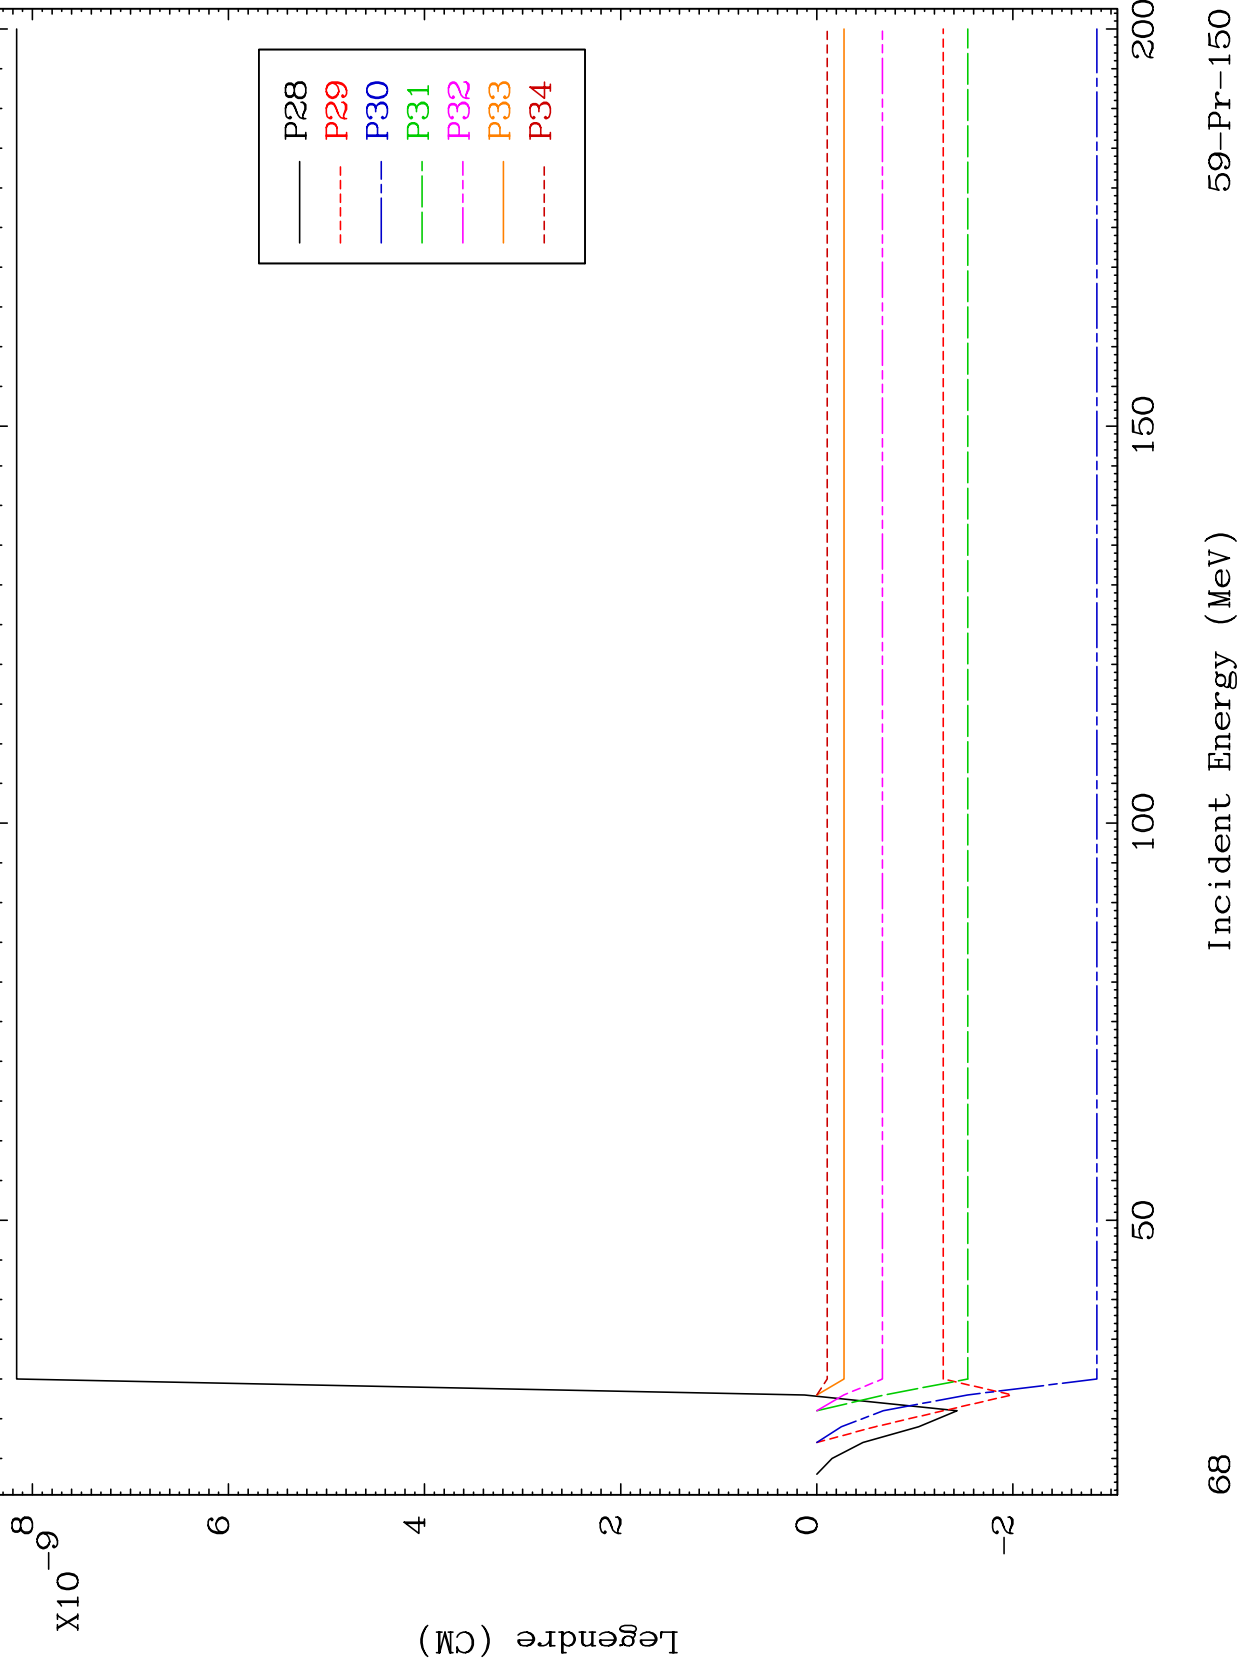 P28
P29
P30
P31
P32
P33
P34
8
6
4
2
0
-2
X10-9
Legendre (CM)
50
100
150
200
Incident Energy (MeV)
68
59-Pr-150